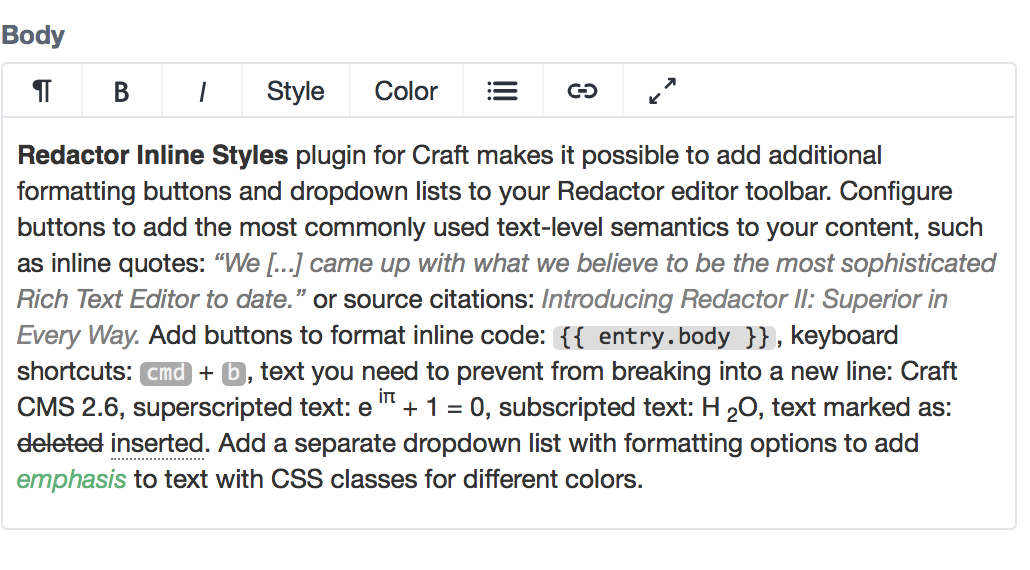 Body
¶ B I Style Color
Redactor Inline Styles plugin for Craft makes it possible to add additional
formatting buttons and dropdown lists to your Redactor editor toolbar. Configure
buttons to add the most commonly used text-level semantics to your content, such
as inline quotes: “We [...] came up with what we believe to be the most sophisticated
Rich Text Editor to date.” or source citations: Introducing Redactor II: Superior in
Every Way. Add buttons to format inline code: {{ entry.body }}, keyboard
shortcuts: cmd + b, text you need to prevent from breaking into a new line: Craft
CMS 2.6, superscripted text: e iπ + 1 = 0, subscripted text: H 2O, text marked as:
deleted inserted. Add a separate dropdown list with formatting options to add
emphasis to text with CSS classes for different colors.